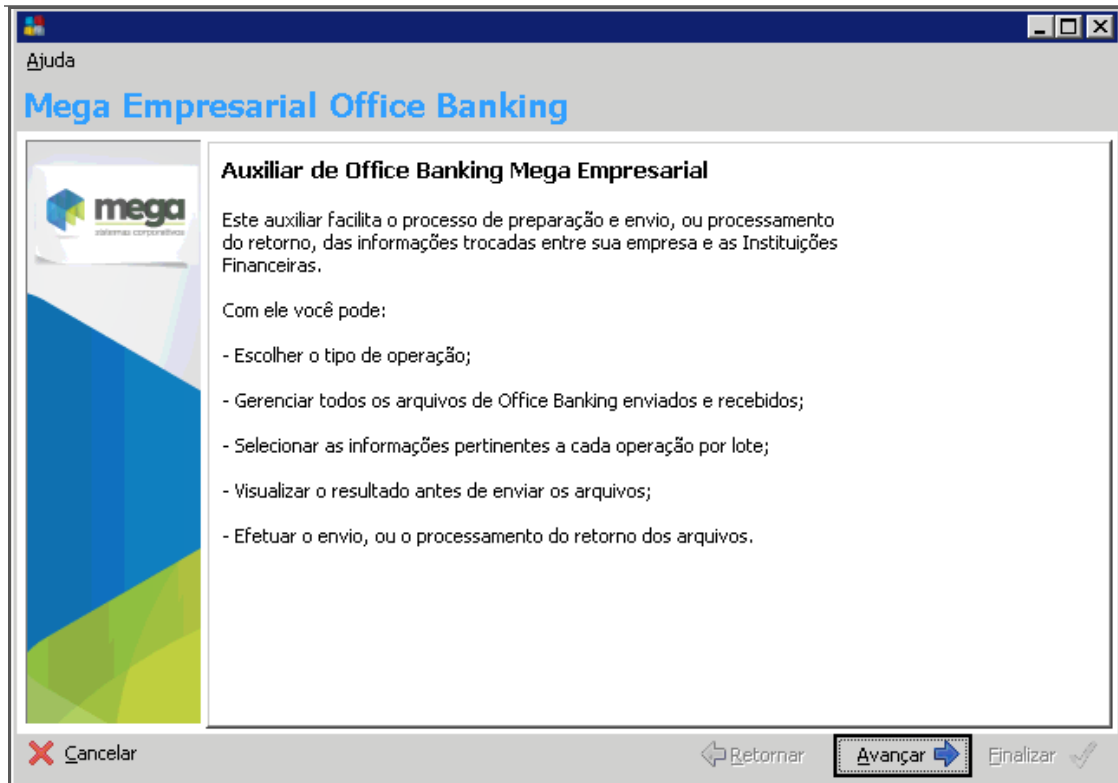 Ajuda
Mega Empresarial Office Banking
mega
sistemas corporativos
Auxiliar de Office Banking Mega Empresarial
Este auxiliar facilita o processo de preparação e envio, ou processamento
do retorno, das informações trocadas entre sua empresa e as Instituições
Financeiras.
Com ele você pode:
- Escolher o tipo de operação;
- Gerenciar todos os arquivos de Office Banking enviados e recebidos;
- Selecionar as informações pertinentes a cada operação por lote;
- Visualizar o resultado antes de enviar os arquivos;
- Efetuar o envio, ou o processamento do retorno dos arquivos.
Cancelar
Retornar
Avançar
Finalizar